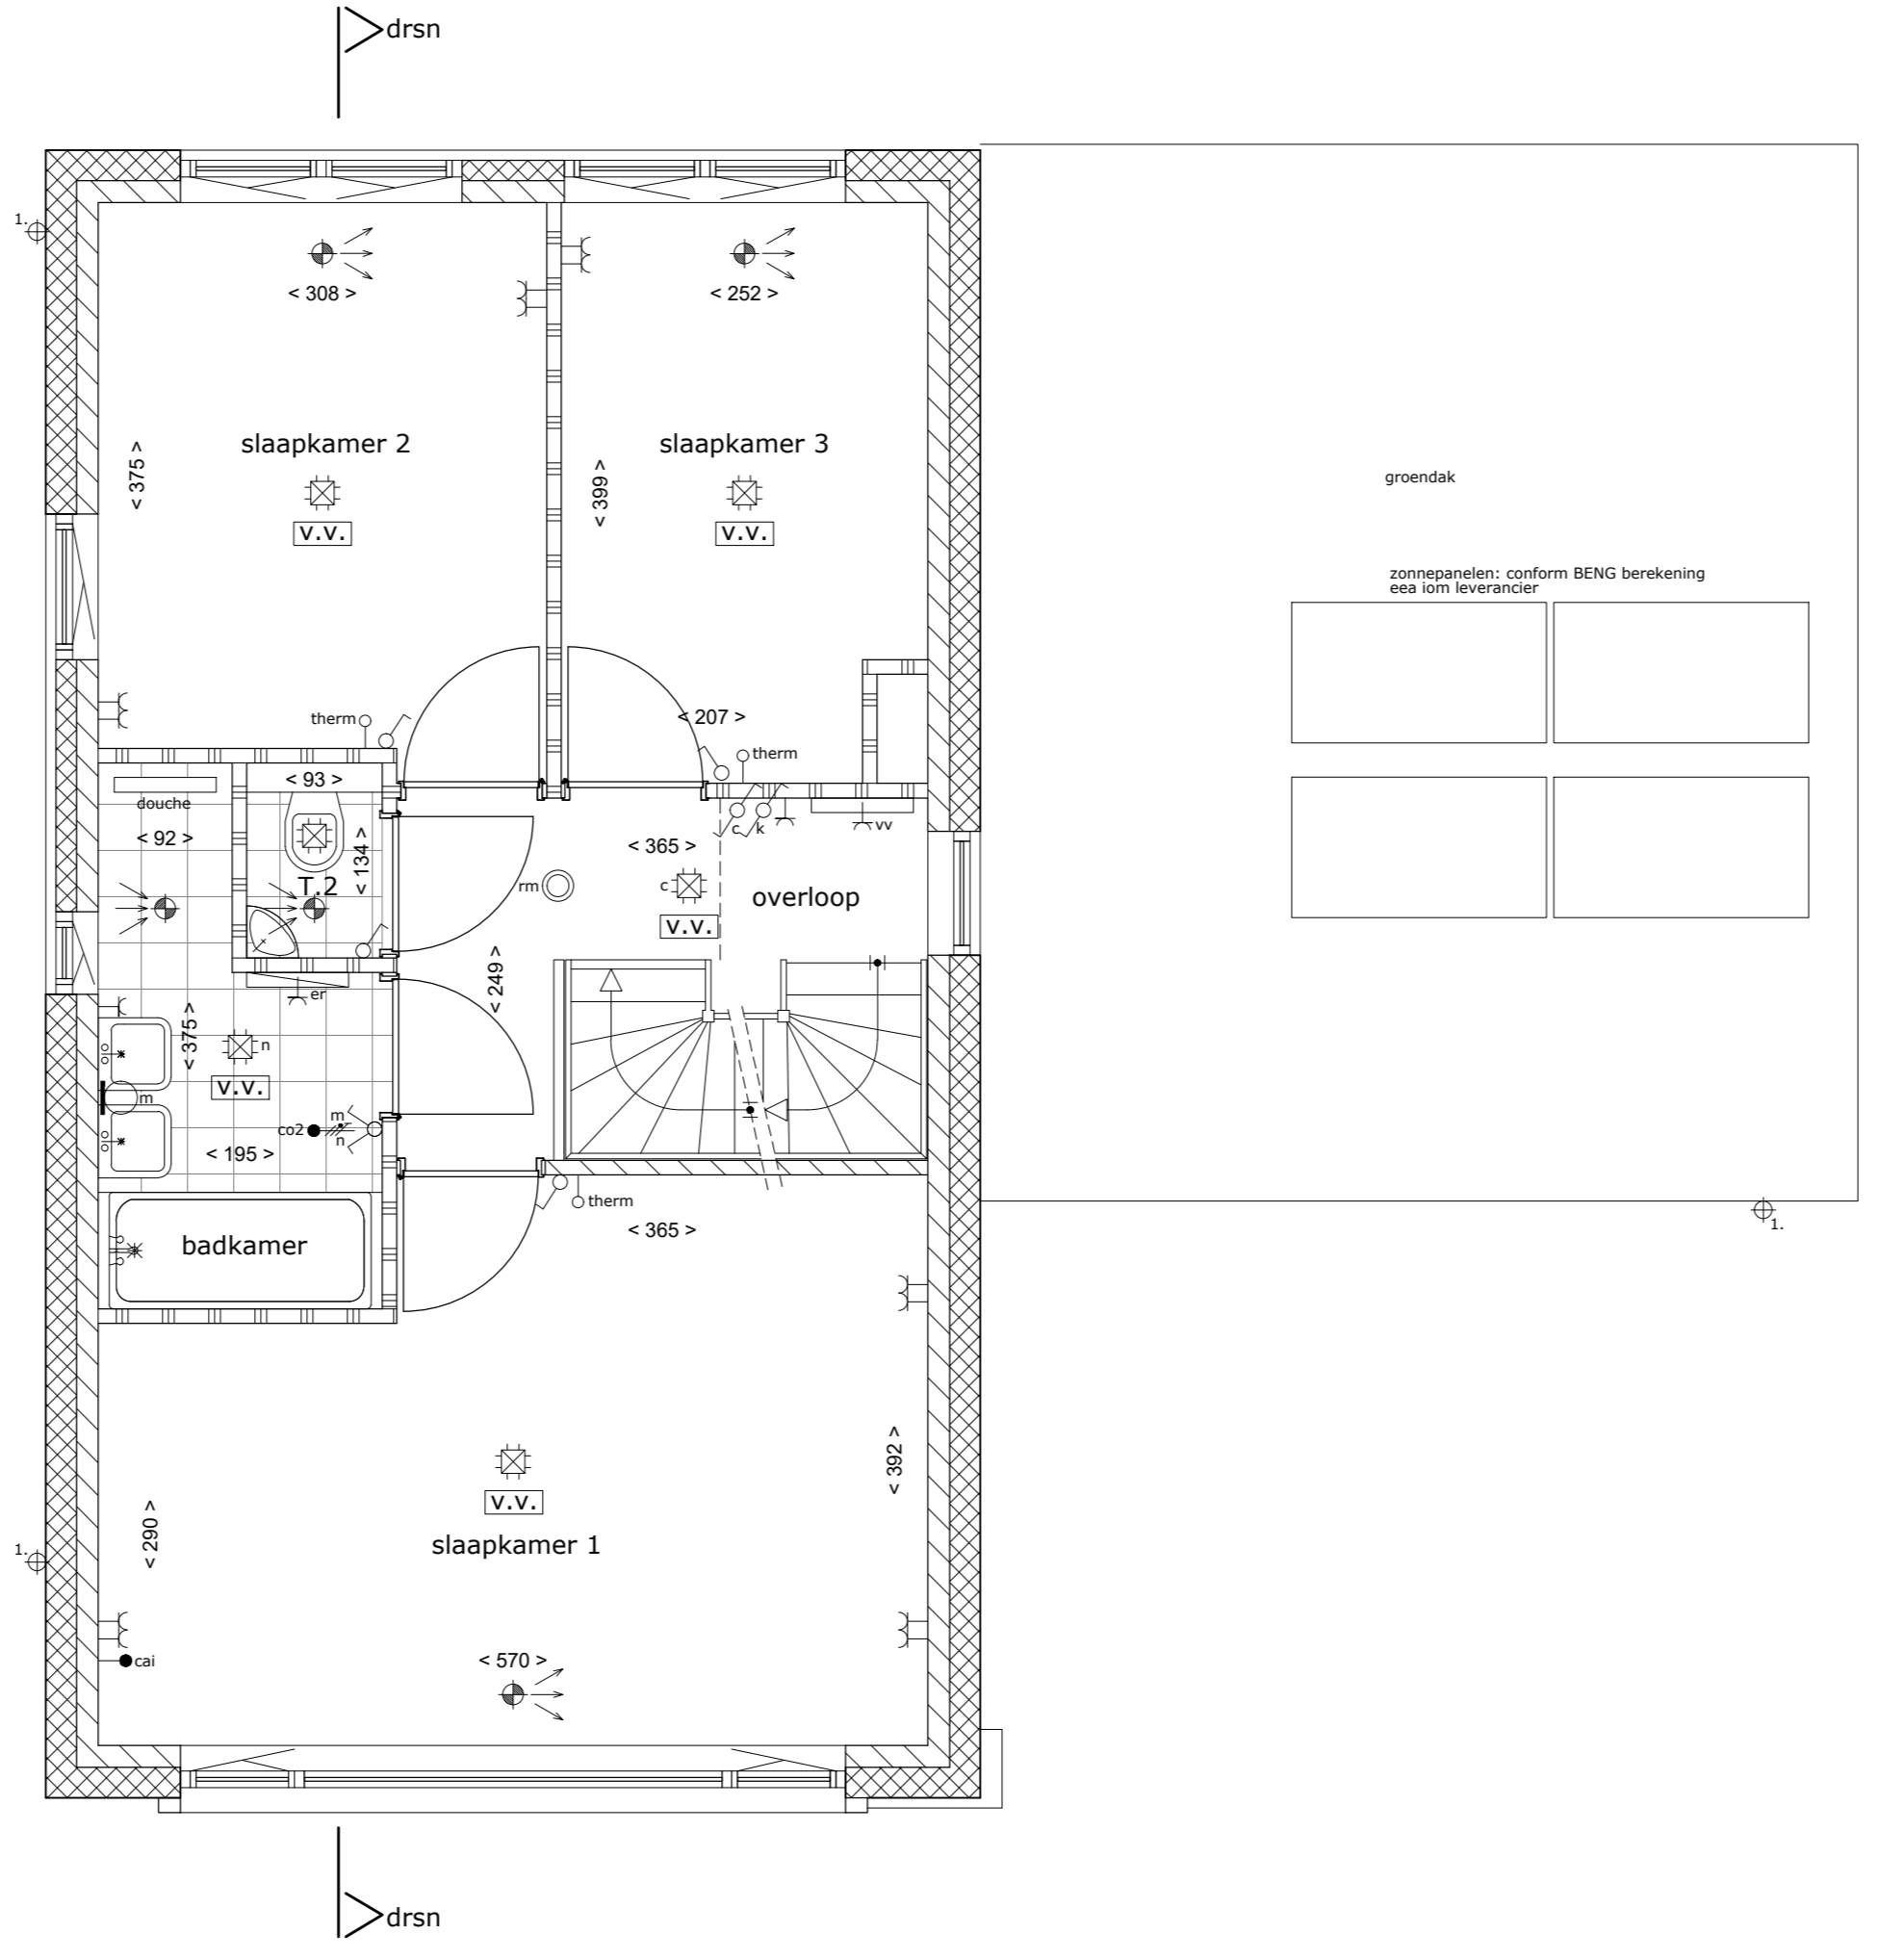 drsn
1.
< 308 >
< 252 >
slaapkamer 2
slaapkamer 3
< 375 >
< 399 >
v.v.
v.v.
groendak
zonnepanelen: conform BENG berekening
eea iom leverancier
therm
< 207 >
therm
< 93 >
douche
< 92 >
< 134 >
T.2
c
k
vv
< 365 >
rm
c
overloop
v.v.
< 249 >
er
< 375 >
n
v.v.
m
m
co2
n
< 195 >
therm
< 365 >
1.
badkamer
< 392 >
v.v.
< 290 >
slaapkamer 1
1.
cai
< 570 >
drsn